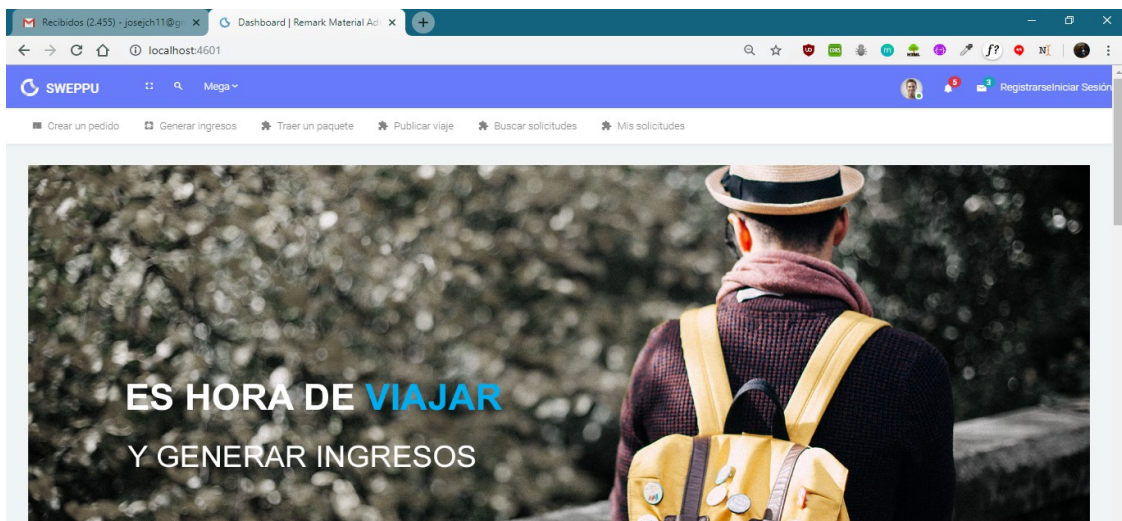 Recibidos (2.455) - josejch11@g
Dashboard | Remark Material Ad
localhost:4601
SWEPPU
Mega
5
3
RegistrarseIniciar Sesión
Crear un pedido
Generar ingresos
Traer un paquete
Publicar viaje
Buscar solicitudes
Mis solicitudes
ES HORA DE VIAJAR
Y GENERAR INGRESOS